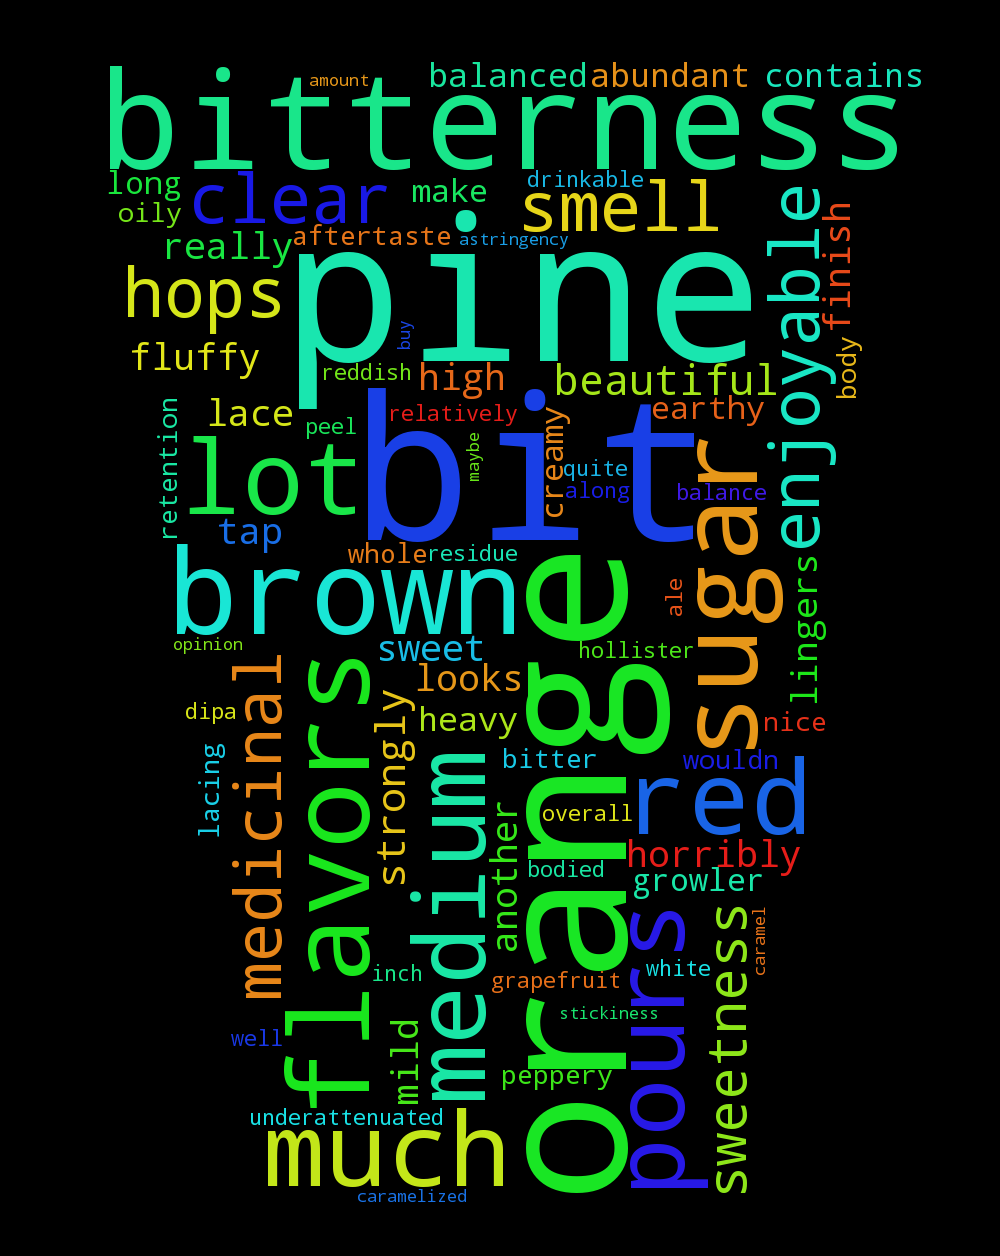 amount
balanced
abundant
contains
bitterness
long
clear
make
drinkable
smell
oily
really
aftertaste
astringency
enjoyable
finish
hops
pine
buy
fluffy
reddish
high
beautiful
body
retention
lace
peel
relatively
creamy
earthy
lot
bit
maybe
quite
along
balance
sugar
tap
whole
residue
brown
orange
ale
lingers
opinion
sweet
hollister
medicinal
flavors
looks
dipa
strongly
heavy
nice
lacing
medium
bitter
wouldn
red
another
overall
horribly
bodied
growler
pours
sweetness
caramel
inch
grapefruit
white
stickiness
well
mild
peppery
underattenuated
much
caramelized